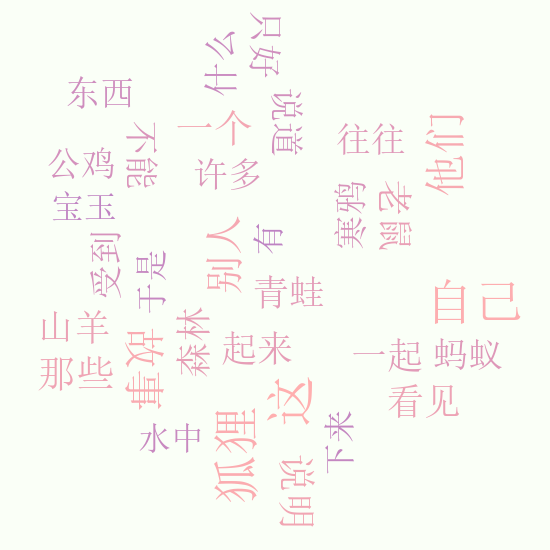 只好
什么
东西
说道
一个
不能
往往
他们
公鸡
许多
宝玉
寒鸦
老鼠
别人
有
受到
于是
青蛙
自己
山羊
故事
森林
起来
一起
蚂蚁
那些
看见
这
狐狸
水中
下来
说明